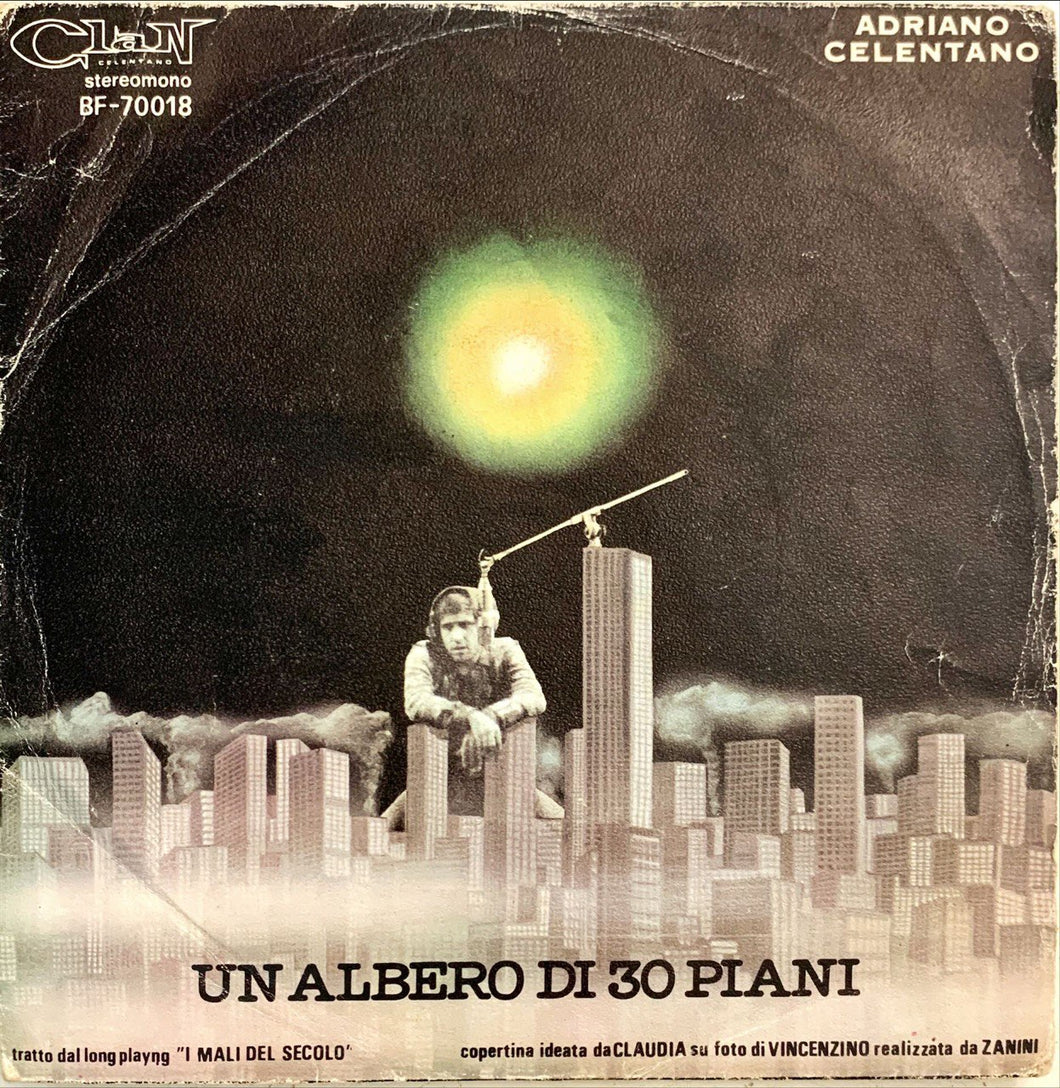 Clan
CELENTANO
stereomono
BF-70018
ADRIANO
CELENTANO
UN ALBERO DI 30 PIANI
tratto dal long playng "I MALI DEL SECOLO"
copertina ideata da CLAUDIA su foto di VINCENZINO realizzata da ZANINI